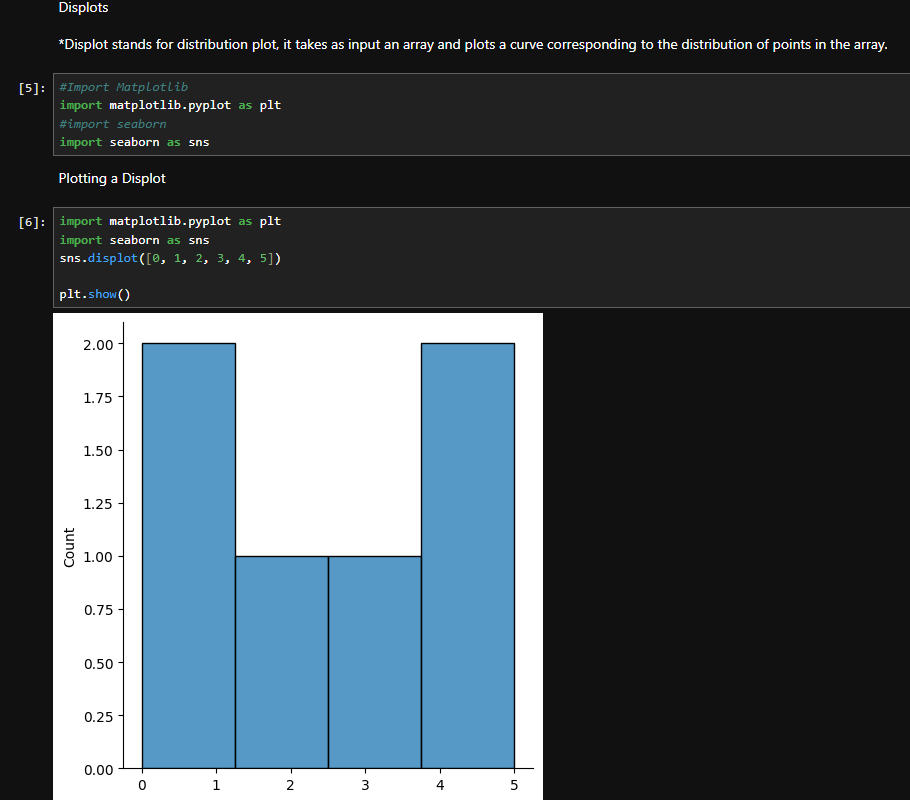 Displots
*Displot stands for distribution plot, it takes as input an array and plots a curve corresponding to the distribution of points in the array.
[5]:
#Import Matplotlib
import matplotlib.pyplot as plt
#import seaborn
import seaborn as sns
Plotting a Displot
[6]:
import matplotlib.pyplot as plt
import seaborn as sns
sns.displot([0, 1, 2, 3, 4, 5])
plt.show()
2.00
1.75
1.50
1.25
1.00
0.75
0.50
0.25
0.00
Count
0 1 2 3 4 5